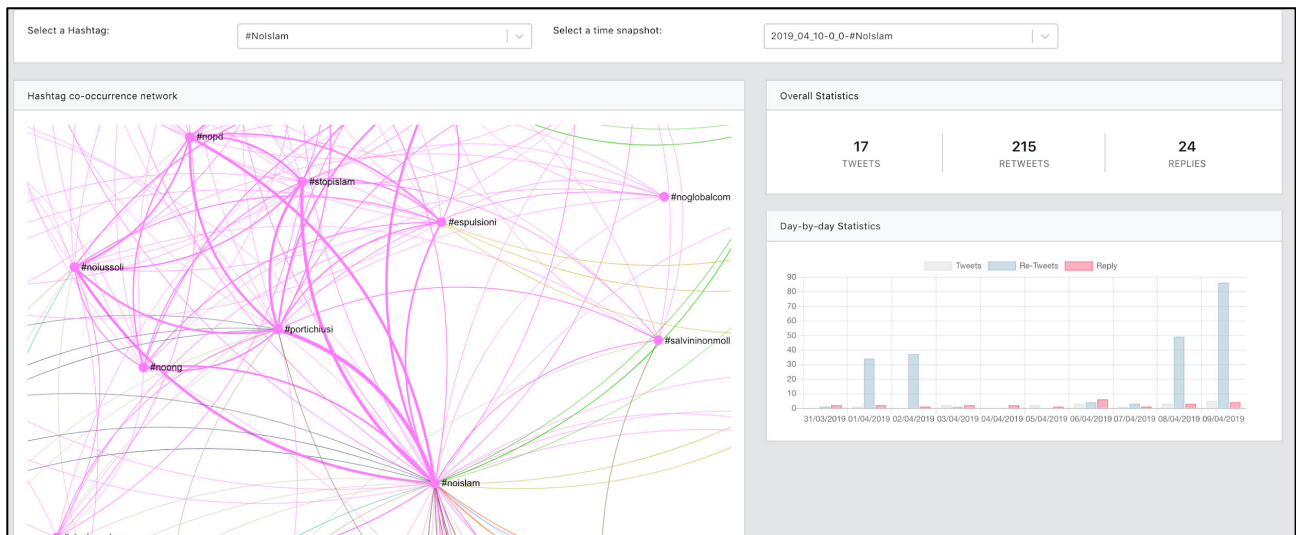 Select a Hashtag:
#NoIslam
Select a time snapshot:
2019_04_10-0_0-#NoIslam
Hashtag co-occurrence network
#nopd
#stopislam
#noglobalcom
#espulsioni
#noiussoli
#portichiusi
#salvininonmoll
#noong
#noislam
Overall Statistics
17
TWEETS
215
RETWEETS
24
REPLIES
Day-by-day Statistics
Tweets
Re-Tweets
Reply
90
80
70
60
50
40
30
20
10
0
31/03/2019 01/04/2019 02/04/2019 03/04/2019 04/04/2019 05/04/2019 06/04/2019 07/04/2019 08/04/2019 09/04/2019